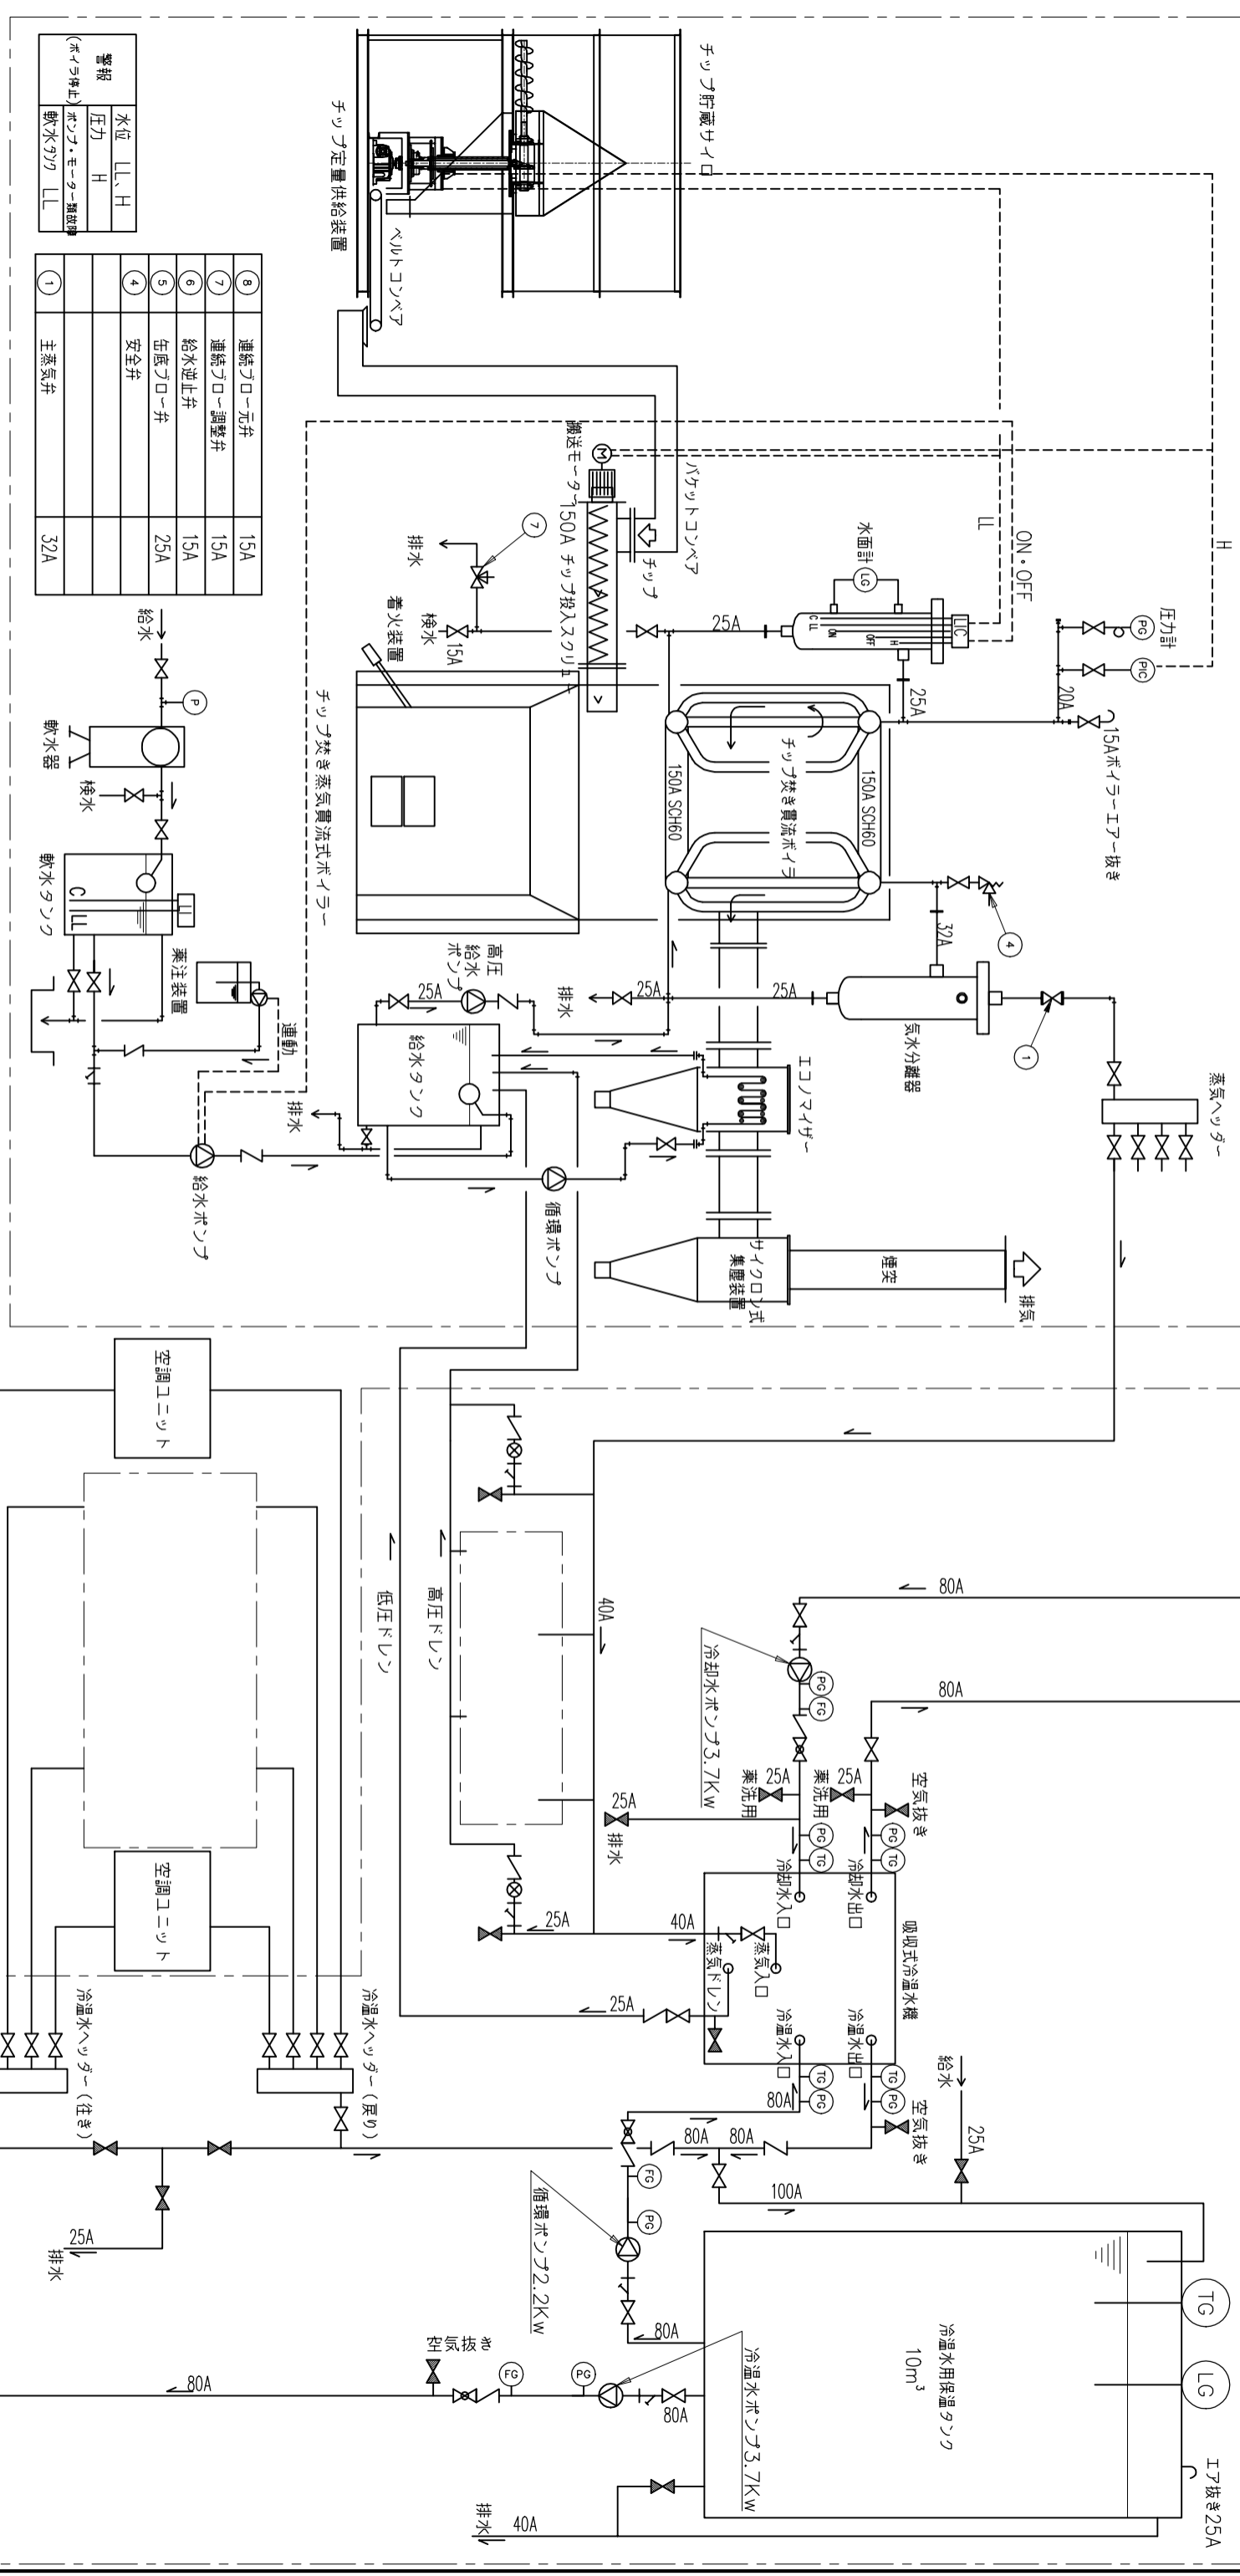 チップ貯蔵サイロ
チップ定量供給装置
ベルトコンベア
バケットコンベア
搬送モーター
M
150A チップ投入スクリュー
チップ
警報
(ボイラ停止)
水位 LL、H
圧力 H
ポンプ・モーター類故障
軟水タンク LL
⑧ 連続ブロー元弁 15A
⑦ 連続ブロー調整弁 15A
⑥ 給水逆止弁 15A
⑤ 缶底ブロー弁 25A
④ 安全弁
① 主蒸気弁 32A
H
ON・OFF
LL
圧力計
PG
PIC
20A
15Aボイラーエアー抜き
水面計
LG
LIC
C
LL
ON
OFF
H
25A
25A
⑦
排水
検水
15A
着火装置
チップ焚き蒸気貫流式ボイラー
チップ焚き貫流ボイラ
150A SCH60
150A SCH60
④
32A
気水分離器
①
蒸気ヘッダー
25A
25A
排水
高圧
給水
ポンプ
25A
給水タンク
排水
エコノマイザー
サイクロン式
集塵装置
煙突
排気
循環ポンプ
給水
P
軟水器
検水
軟水タンク
C
LL
LL
薬注装置
連動
給水ポンプ
空調ユニット
空調ユニット
低圧ドレン
高圧ドレン
40A
80A
80A
冷却水ポンプ3.7Kw
PG
FG
薬洗用
25A
薬洗用
25A
空気抜き
25A
排水
PG
TG
PG
TG
冷却水入口
冷却水出口
吸収式冷温水機
40A
25A
蒸気入口
蒸気ドレン
25A
冷温水入口
冷温水出口
TG
PG
TG
PG
80A
空気抜き
給水
25A
80A
80A
100A
冷温水ヘッダー(往き)
冷温水ヘッダー(戻り)
25A
排水
FG
PG
循環ポンプ2.2Kw
80A
空気抜き
80A
FG
PG
80A
冷温水ポンプ3.7Kw
冷温水用保温タンク
10m³
TG
LG
エア抜き25A
排水
40A